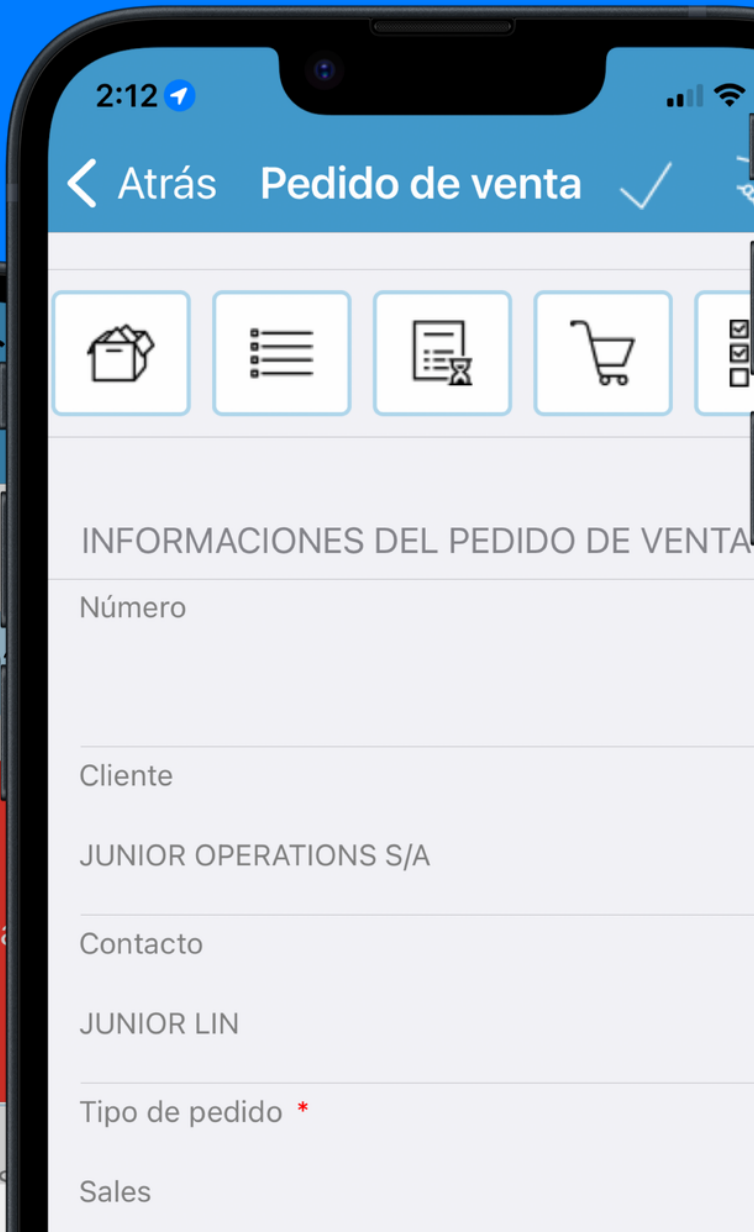 2:12
Atrás Pedido de venta
INFORMACIONES DEL PEDIDO DE VENTA
Número
Cliente
JUNIOR OPERATIONS S/A
Contacto
JUNIOR LIN
Tipo de pedido *
Sales